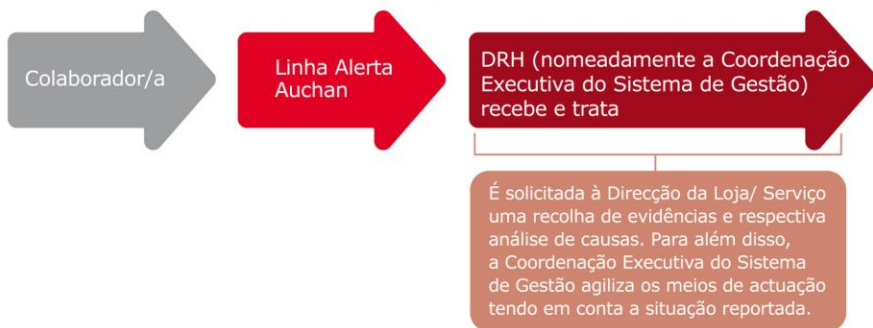 Colaborador/a
Linha Alerta
Auchan
DRH (nomeadamente a Coordenação
Executiva do Sistema de Gestão)
recebe e trata
É solicitada à Direcção da Loja/ Serviço
uma recolha de evidências e respectiva
análise de causas. Para além disso,
a Coordenação Executiva do Sistema
de Gestão agiliza os meios de actuação
tendo em conta a situação reportada.